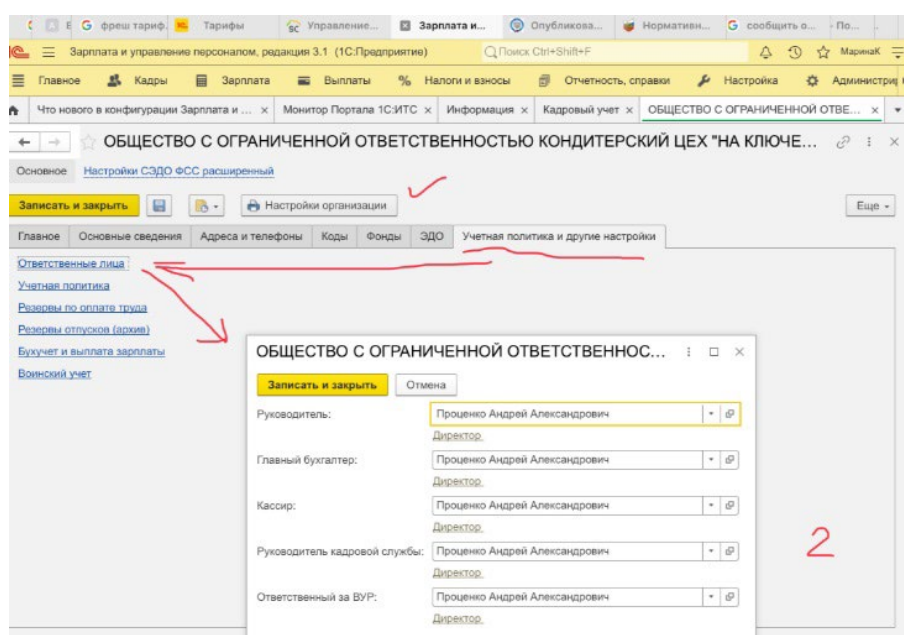 фреш тариф. Тарифы Управление... Зарплата и... Опубликова... Нормативн... сообщить о... - По...
Зарплата и управление персоналом, редакция 3.1 (1С:Предприятие) Поиск Ctrl+Shift+F МаринаК
Главное Кадры Зарплата Выплаты % Налоги и взносы Отчетность, справки Настройка Администрир
Что нового в конфигурации Зарплата и ... × Монитор Портала 1С:ИТС × Информация × Кадровый учет × ОБЩЕСТВО С ОГРАНИЧЕННОЙ ОТВЕ... ×
ОБЩЕСТВО С ОГРАНИЧЕННОЙ ОТВЕТСТВЕННОСТЬЮ КОНДИТЕРСКИЙ ЦЕХ "НА КЛЮЧЕ...
Основное Настройки СЭДО ФСС расширенный
Записать и закрыть Настройки организации Еще
Главное Основные сведения Адреса и телефоны Коды Фонды ЭДО Учетная политика и другие настройки
Ответственные лица
Учетная политика
Резервы по оплате труда
Резервы отпусков (архив)
Бухучет и выплата зарплаты
Воинский учет
ОБЩЕСТВО С ОГРАНИЧЕННОЙ ОТВЕТСТВЕННОС...
Записать и закрыть Отмена
Руководитель: Проценко Андрей Александрович
Директор.
Главный бухгалтер: Проценко Андрей Александрович
Директор.
Кассир: Проценко Андрей Александрович
Директор.
Руководитель кадровой службы: Проценко Андрей Александрович
Директор.
Ответственный за ВУР: Проценко Андрей Александрович
Директор.
2